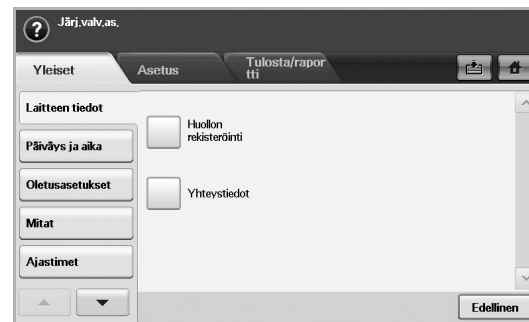 Järj.valv.as.
Yleiset
Asetus
Tulosta/rapor
tti
Laitteen tiedot
Päiväys ja aika
Oletusasetukset
Mitat
Ajastimet
Huollon
rekisteröinti
Yhteystiedot
Edellinen